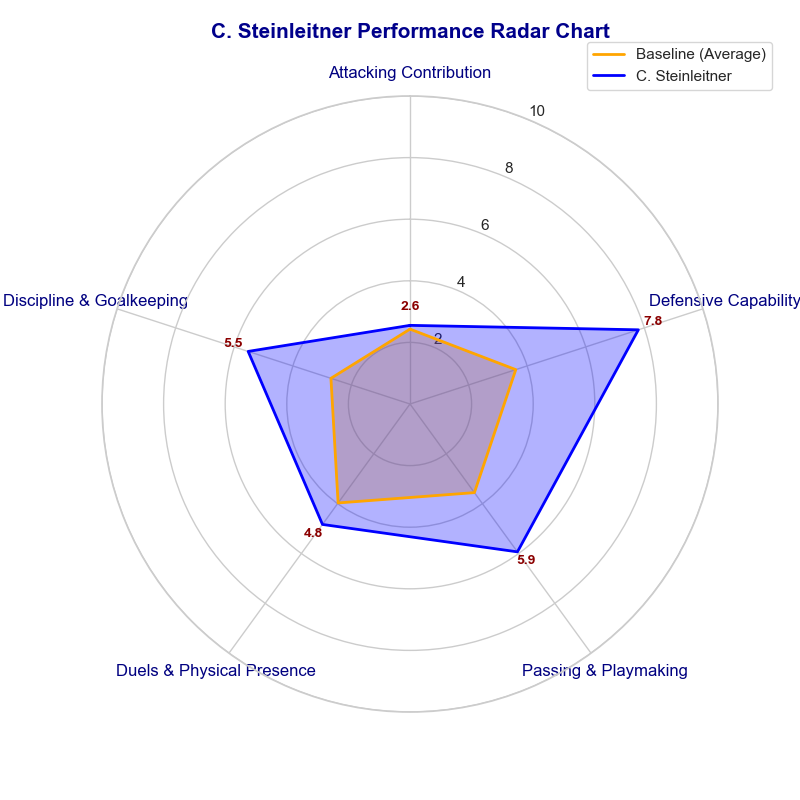 C. Steinleitner Performance Radar Chart
Baseline (Average)
C. Steinleitner
Attacking Contribution
10
8
6
4
2
2.6
Discipline & Goalkeeping
Defensive Capability
7.8
5.5
4.8
5.9
Duels & Physical Presence
Passing & Playmaking